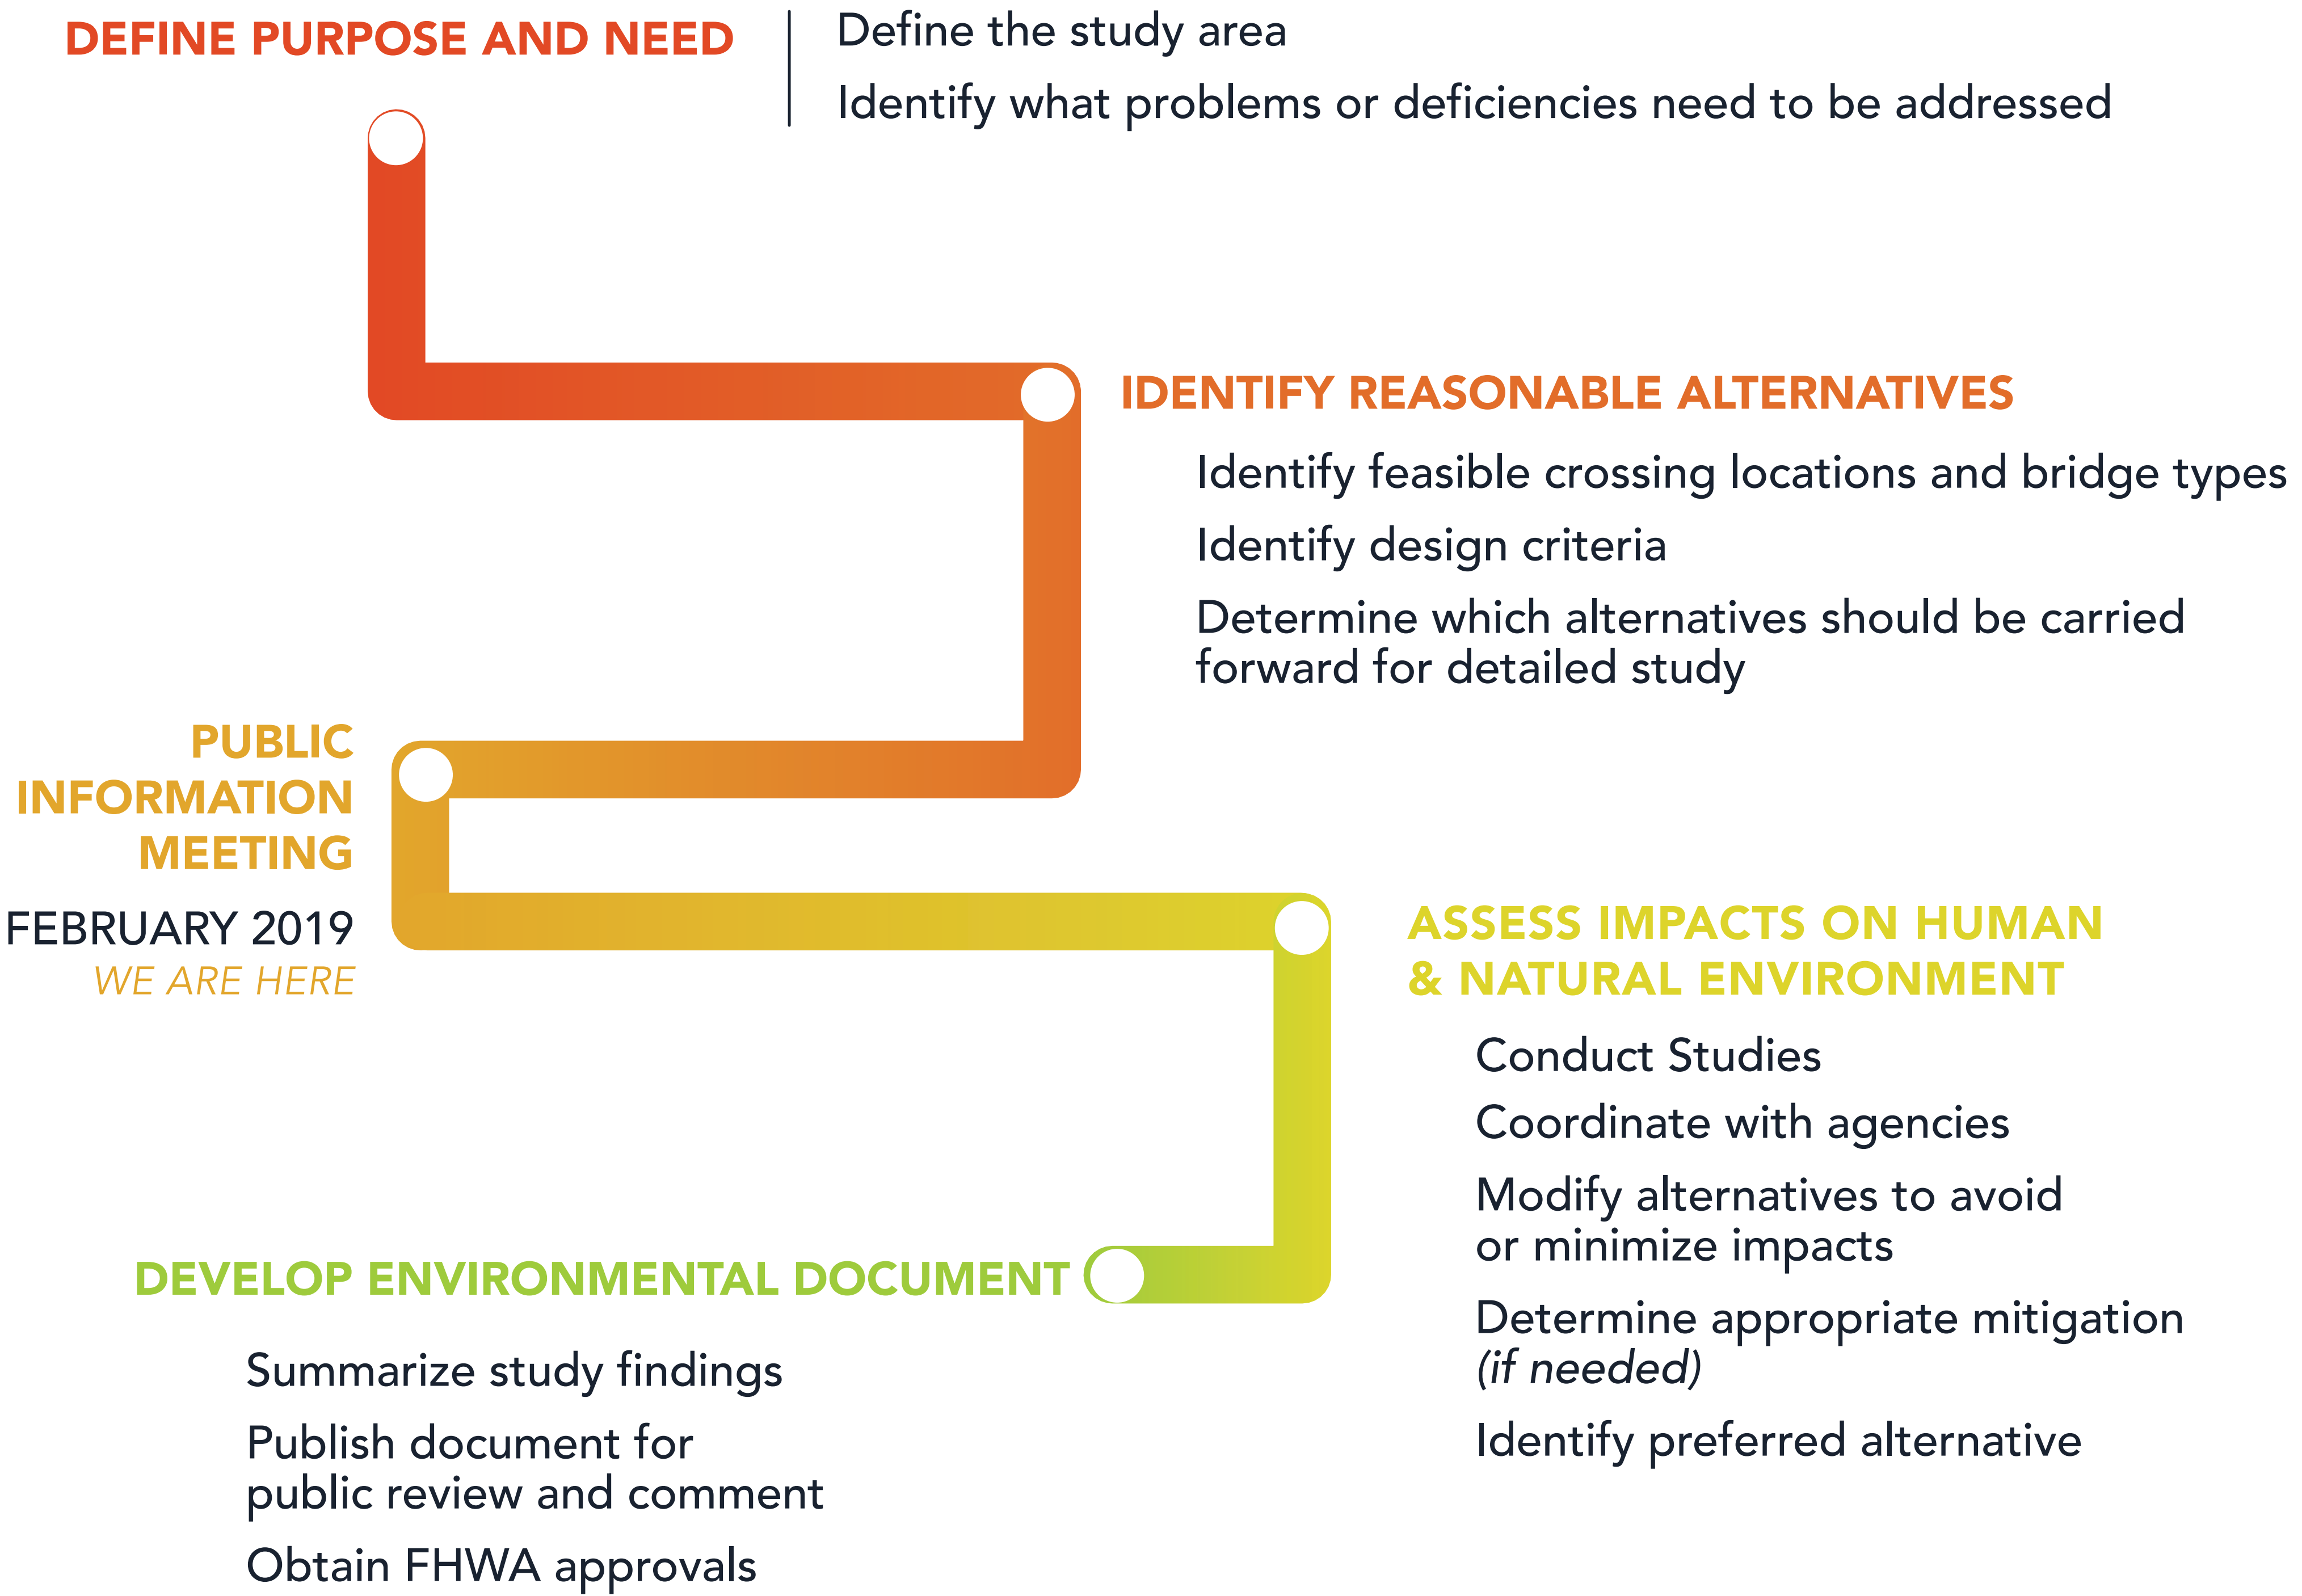 DEFINE PURPOSE AND NEED
Define the study area
Identify what problems or deficiencies need to be addressed
IDENTIFY REASONABLE ALTERNATIVES
Identify feasible crossing locations and bridge types
Identify design criteria
Determine which alternatives should be carried
forward for detailed study
PUBLIC
INFORMATION
MEETING
FEBRUARY 2019
WE ARE HERE
ASSESS IMPACTS ON HUMAN
& NATURAL ENVIRONMENT
Conduct Studies
Coordinate with agencies
Modify alternatives to avoid
or minimize impacts
Determine appropriate mitigation
(if needed)
Identify preferred alternative
DEVELOP ENVIRONMENTAL DOCUMENT
Summarize study findings
Publish document for
public review and comment
Obtain FHWA approvals